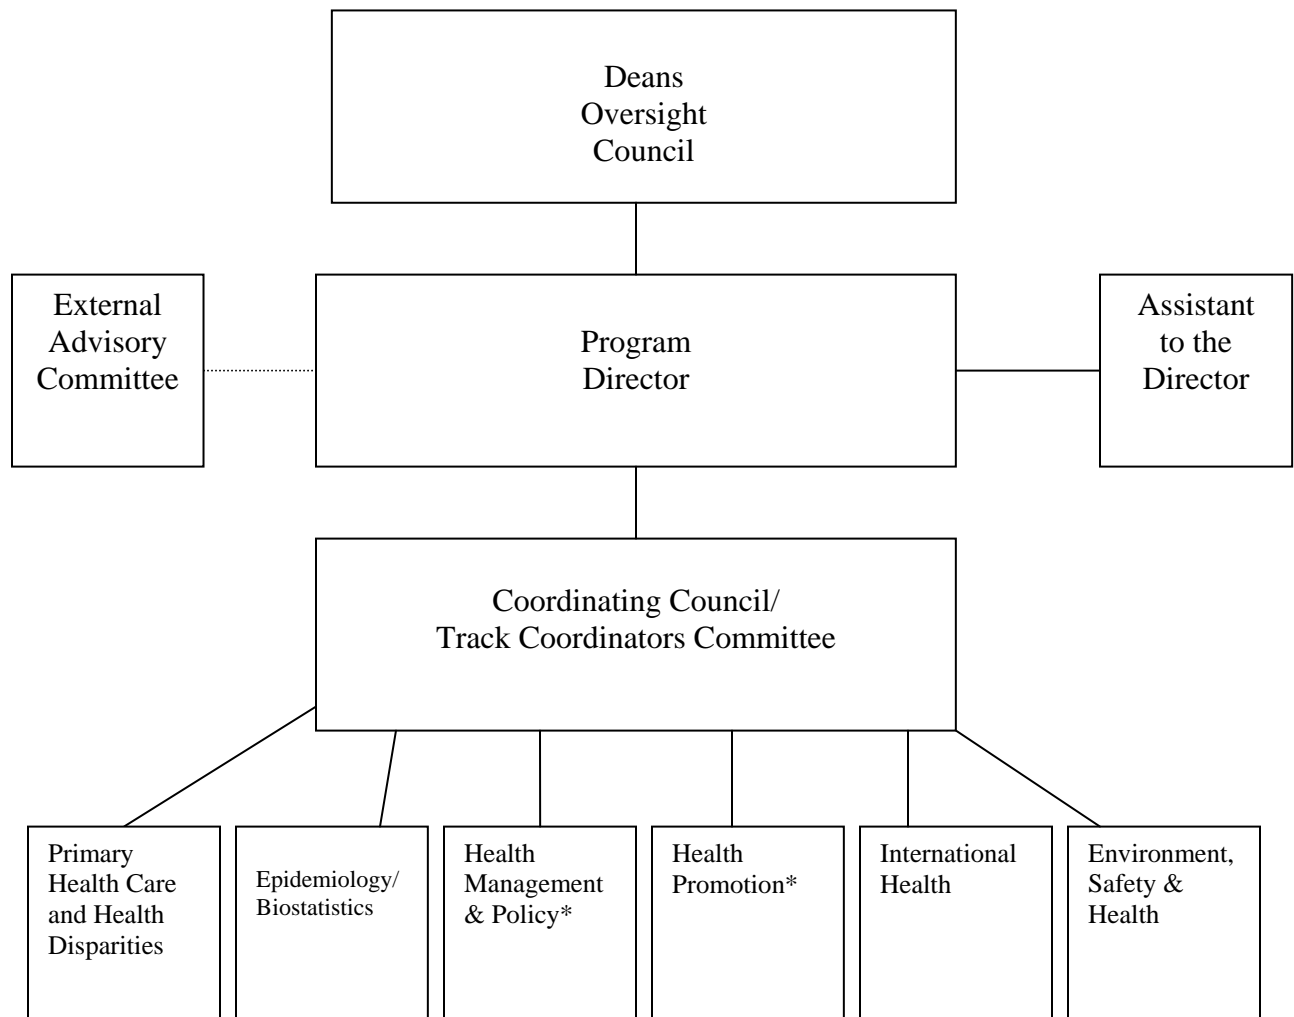 Deans
Oversight
Council
External
Advisory
Committee
Program
Director
Assistant
to the
Director
Coordinating Council/
Track Coordinators Committee
Primary
Health Care
and Health
Disparities
Epidemiology/
Biostatistics
Health
Management
& Policy*
Health
Promotion*
International
Health
Environment,
Safety &
Health